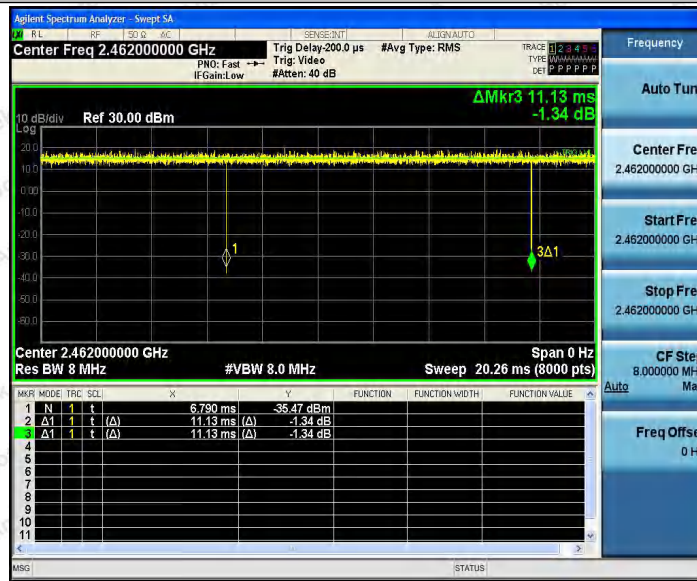 Agilent Spectrum Analyzer - Swept SA
RL RF 50 Ω AC SENSE:INT ALIGNAUTO
Center Freq 2.462000000 GHz
PNO: Fast
IFGain:Low
Trig Delay-200.0 µs
Trig: Video
#Atten: 40 dB
#Avg Type: RMS
TRACE 1 2 3 4 5 6
TYPE
DET P P P P P P
ΔMkr3 11.13 ms
-1.34 dB
10 dB/div Ref 30.00 dBm
Log
20.0
10.0
0.00
-10.0
-20.0
-30.0
-40.0
-50.0
-60.0
1
3Δ1
Center 2.462000000 GHz Span 0 Hz
Res BW 8 MHz #VBW 8.0 MHz Sweep 20.26 ms (8000 pts)
MKR MODE TRC SCL X Y FUNCTION FUNCTION WIDTH FUNCTION VALUE
1 N 1 t 6.790 ms -35.47 dBm
2 Δ1 1 t (Δ) 11.13 ms (Δ) -1.34 dB
3 Δ1 1 t (Δ) 11.13 ms (Δ) -1.34 dB
4
5
6
7
8
9
10
11
MSG STATUS
Frequency
Auto Tun
Center Fre
2.462000000 GH
Start Fre
2.462000000 GH
Stop Fre
2.462000000 GH
CF Ste
8.000000 MH
Auto Ma
Freq Offse
0 H